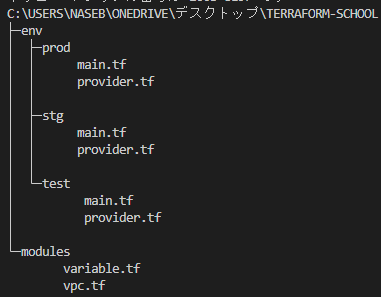 C:\USERS\NASEB\ONEDRIVE\デスクトップ\TERRAFORM-SCHOOL
├─env
│  ├─prod
│  │      main.tf
│  │      provider.tf
│  │
│  ├─stg
│  │      main.tf
│  │      provider.tf
│  │
│  └─test
│          main.tf
│          provider.tf
│
└─modules
        variable.tf
        vpc.tf